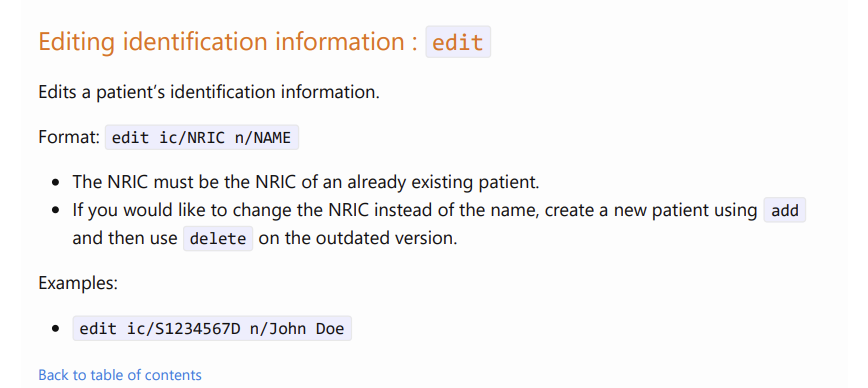 Editing identification information : edit
Edits a patient’s identification information.
Format: edit ic/NRIC n/NAME
• The NRIC must be the NRIC of an already existing patient.
• If you would like to change the NRIC instead of the name, create a new patient using add
and then use delete on the outdated version.
Examples:
• edit ic/S1234567D n/John Doe
Back to table of contents